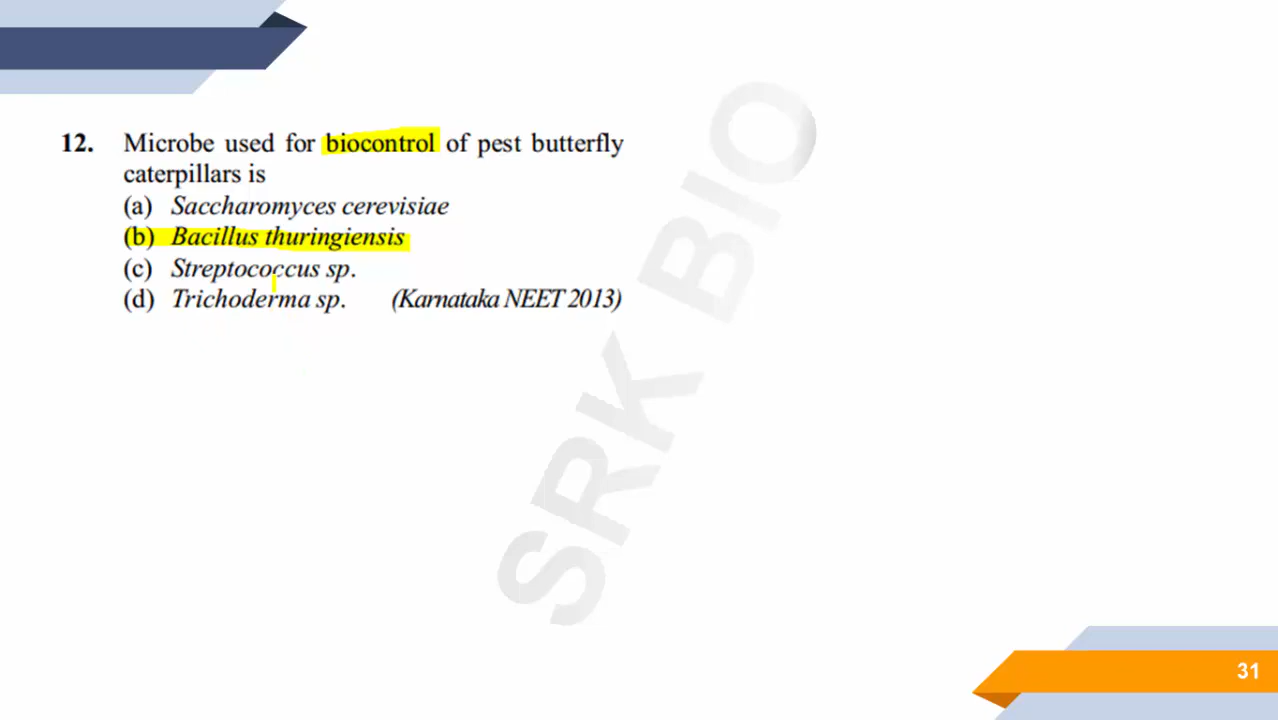 12. Microbe used for biocontrol of pest butterfly
caterpillars is
(a) Saccharomyces cerevisiae
(b) Bacillus thuringiensis
(c) Streptococcus sp.
(d) Trichoderma sp. (Karnataka NEET 2013)
SRK BIO
31